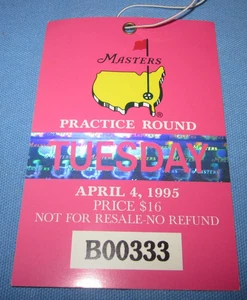 MASTERS
®
PRACTICE ROUND
TUESDAY
APRIL 4, 1995
PRICE $16
NOT FOR RESALE-NO REFUND
B00333